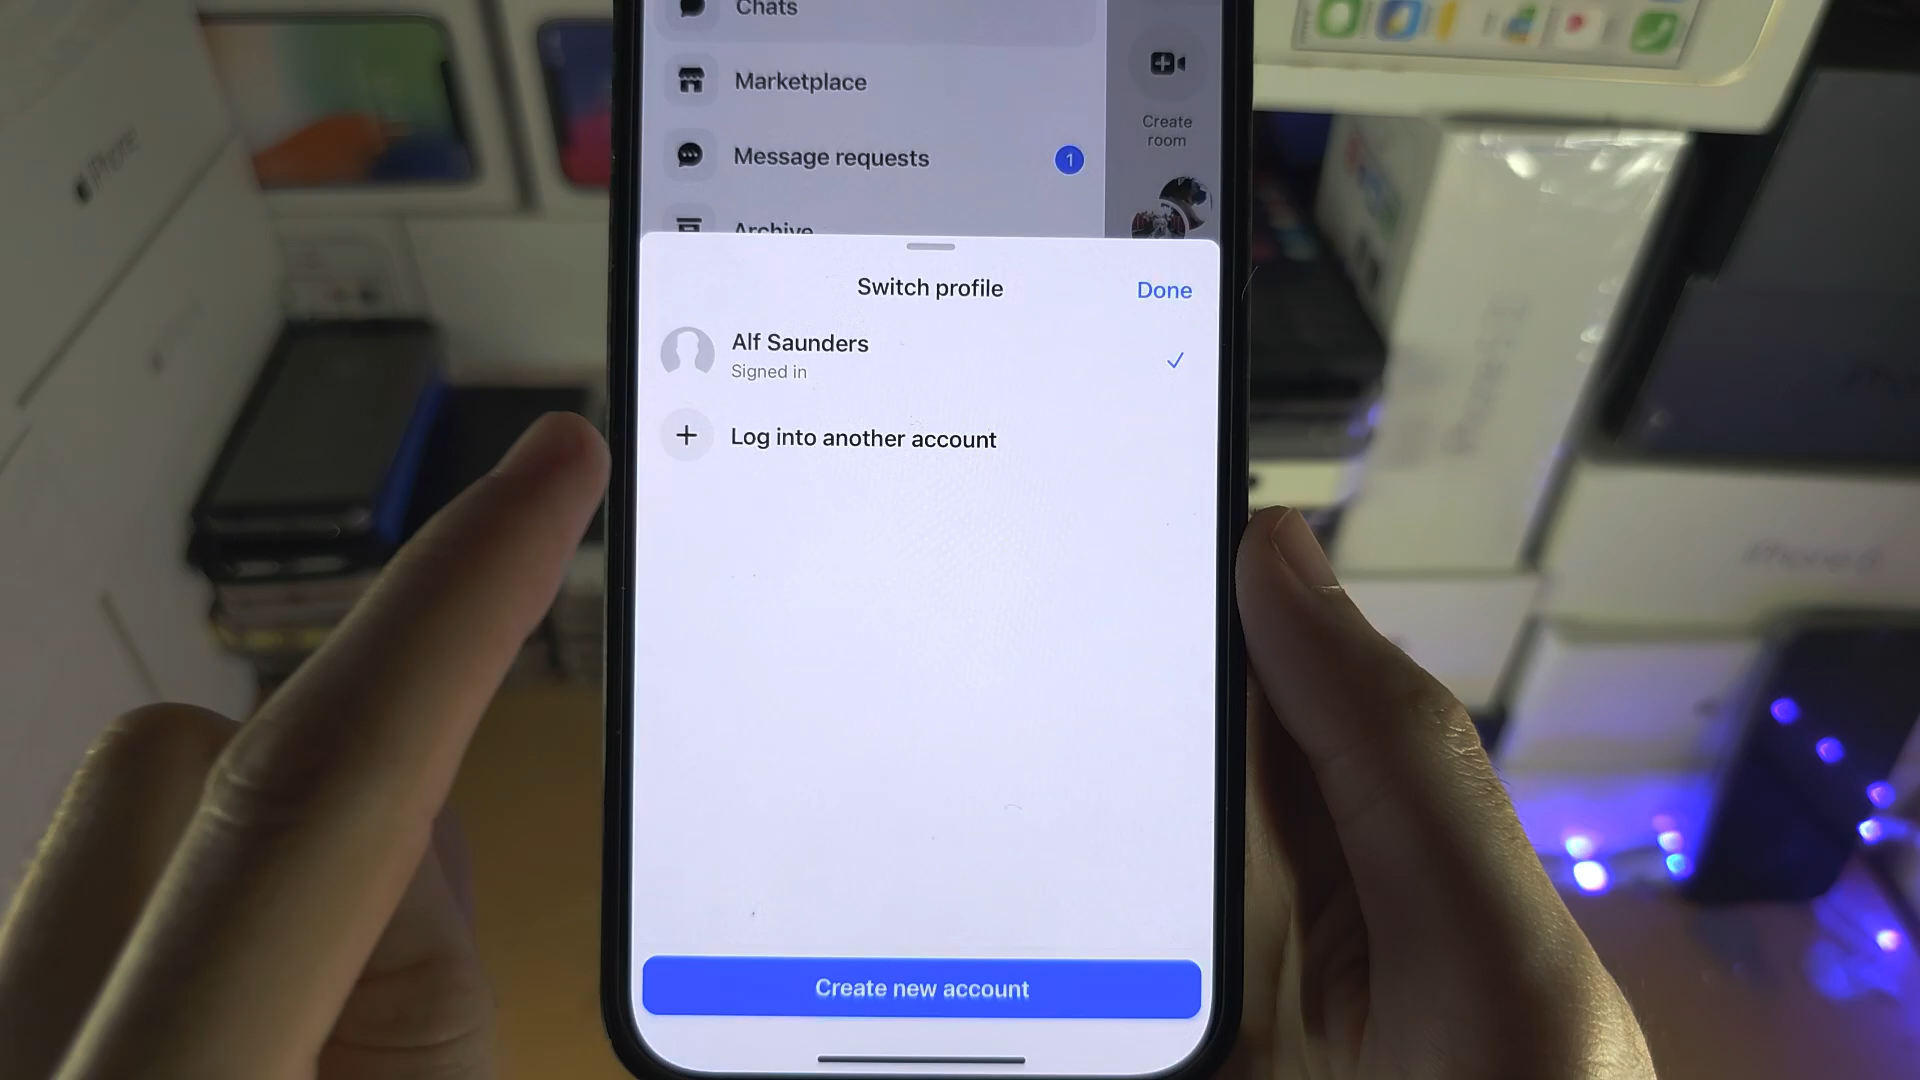 Chats
Marketplace
Create
room
Message requests
1
Archive
Switch profile
Done
Alf Saunders
Signed in
Log into another account
Create new account
iPhone